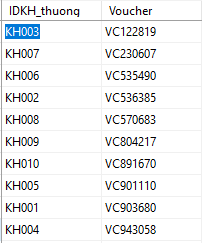 IDKH_thuong Voucher
KH003 VC122819
KH007 VC230607
KH006 VC535490
KH002 VC536385
KH008 VC570683
KH009 VC804217
KH010 VC891670
KH005 VC901110
KH001 VC903680
KH004 VC943058